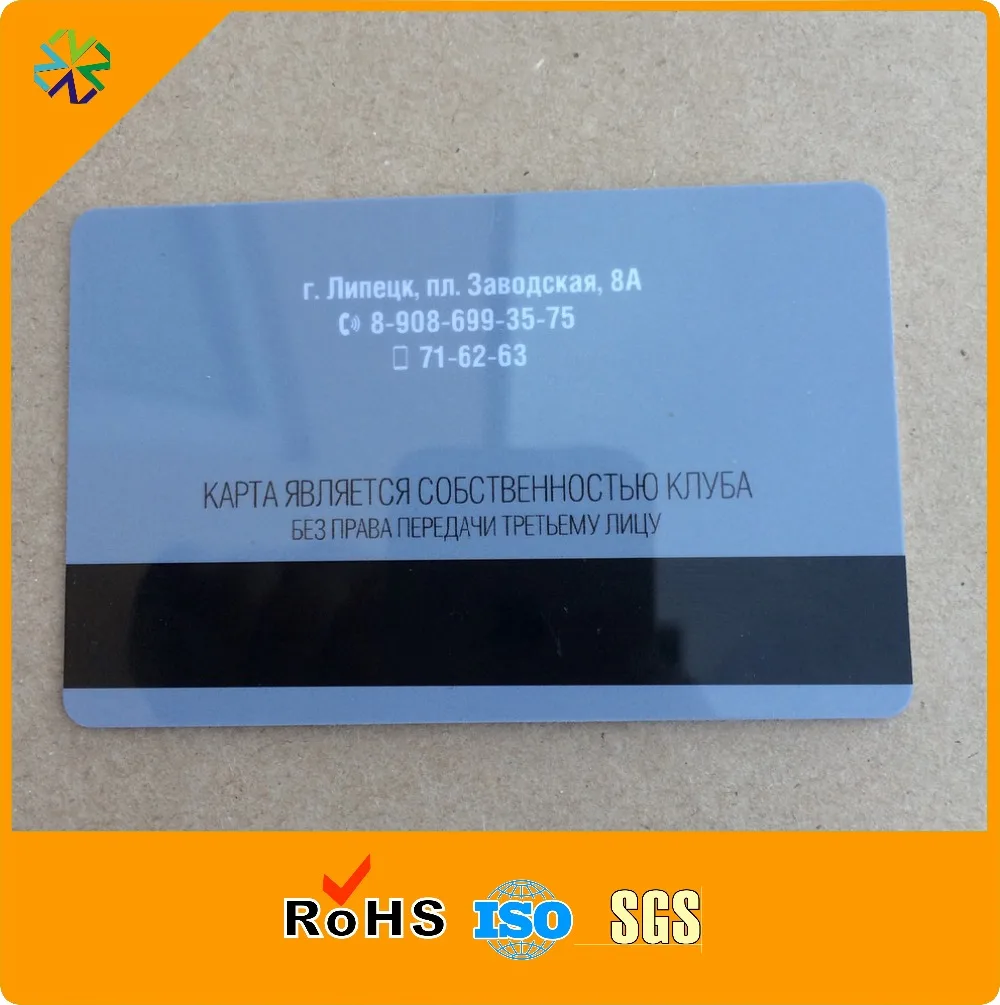 г. Липецк, пл. Заводская, 8А
8-908-699-35-75
71-62-63
КАРТА ЯВЛЯЕТСЯ СОБСТВЕННОСТЬЮ КЛУБА
БЕЗ ПРАВА ПЕРЕДАЧИ ТРЕТЬЕМУ ЛИЦУ
RoHS ISO SGS